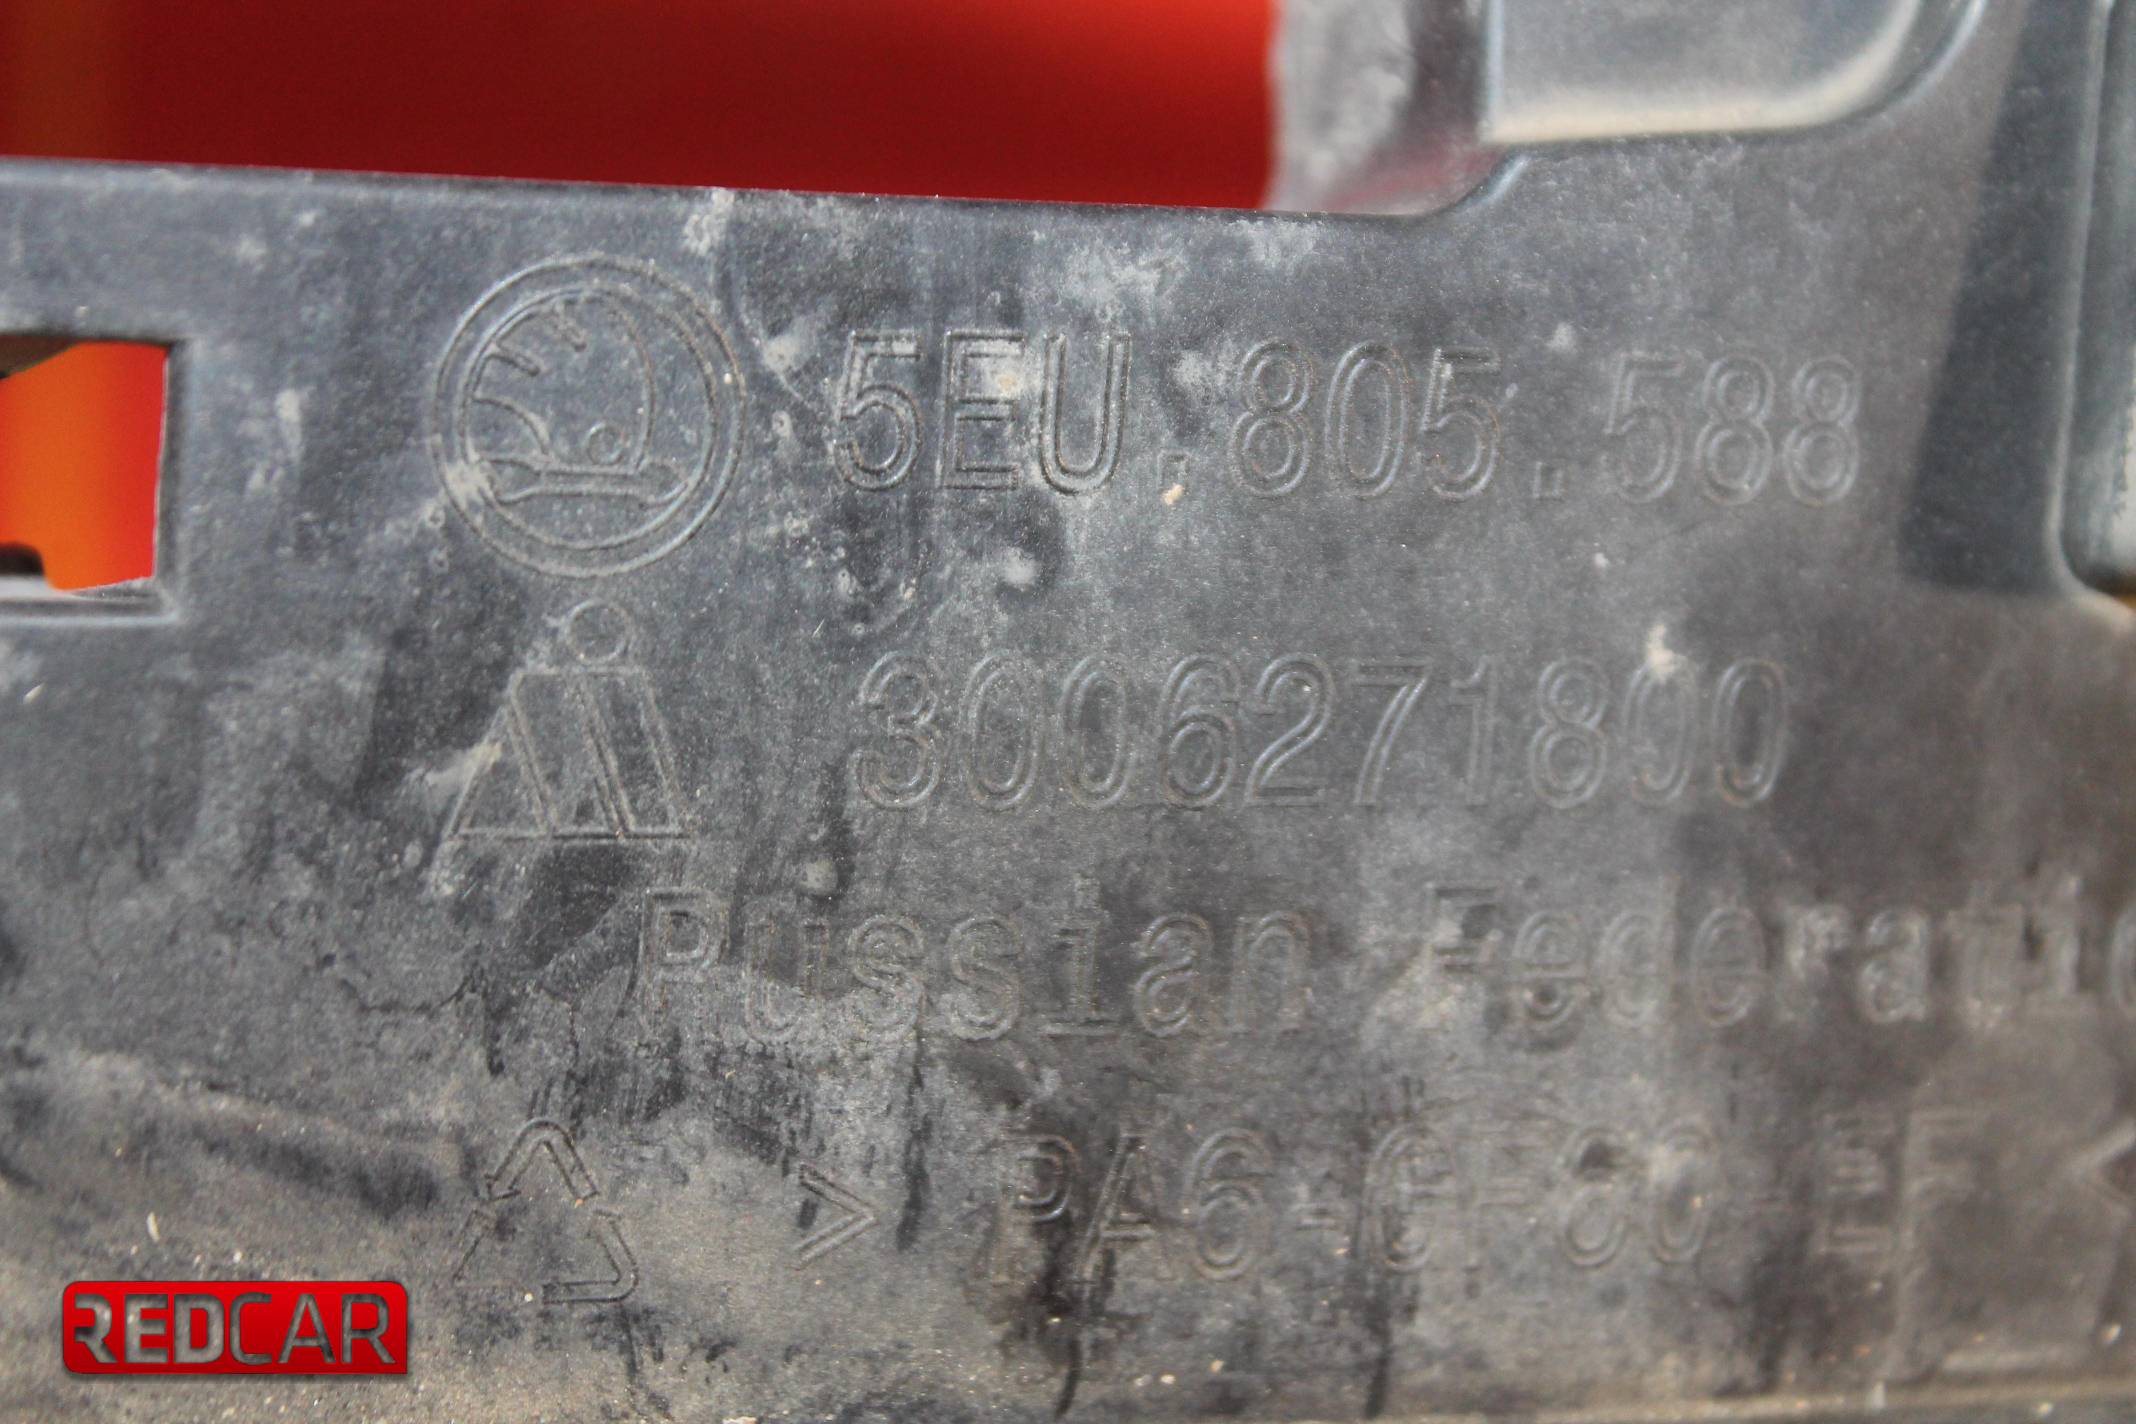 5EU.805.588
3006271800
Russian Federatio
> PA6-GF30
REDCAR